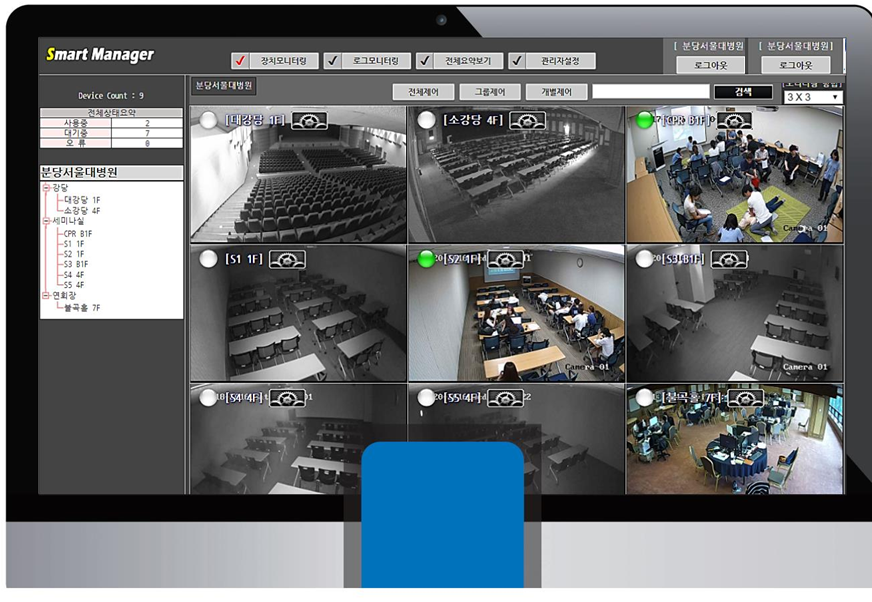 Smart Manager
장치모니터링
로그모니터링
전체요약보기
관리자설정
[ 분당서울대병원
로그아웃
[ 분당서울대병원]
로그아웃
Device Count : 9
전체상태요약
사용중 2
대기중 7
오 류 0
분당서울대병원
강당
대강당 1F
소강당 4F
세미나실
CPR B1F
S1 1F
S2 1F
S3 B1F
S4 4F
S5 4F
연회장
불곡홀 7F
분당서울대병원
전체제어
그룹제어
개별제어
검색
3 X 3
[대강당 1F]
[소강당 4F]
[CPR B1F]
Camera 01
[S1 1F]
[S2 1F]
Camera 01
[S3 B1F]
Camera 01
[S4 4F]
[S5 4F]
[불곡홀 7F]